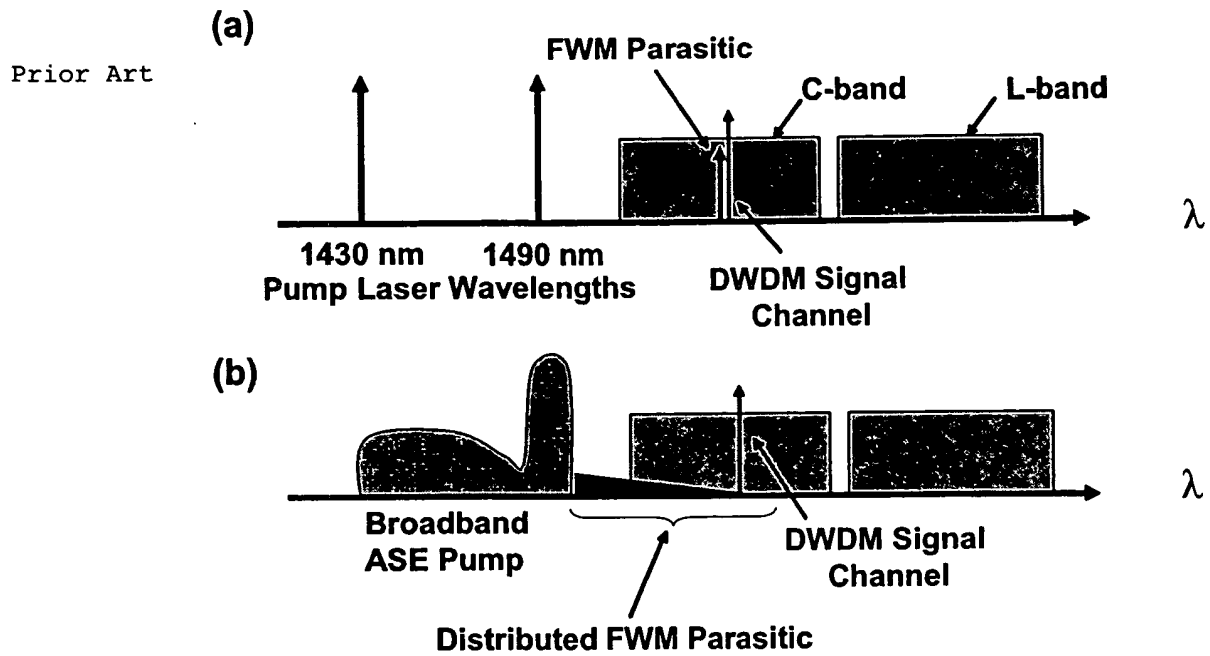 (a)
Prior Art
FWM Parasitic
C-band
L-band
λ
1430 nm
1490 nm
Pump Laser Wavelengths
DWDM Signal
Channel
(b)
λ
Broadband
ASE Pump
DWDM Signal
Channel
Distributed FWM Parasitic